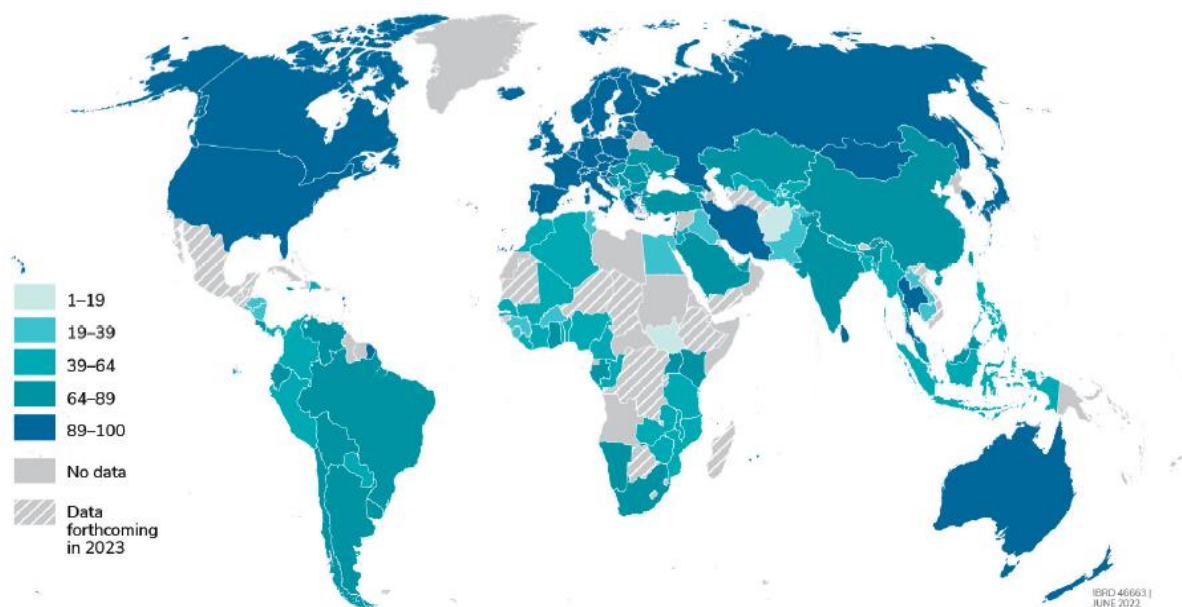 1–19
19–39
39–64
64–89
89–100
No data
Data
forthcoming
in 2023
IBRD 46663 |
JUNE 2022